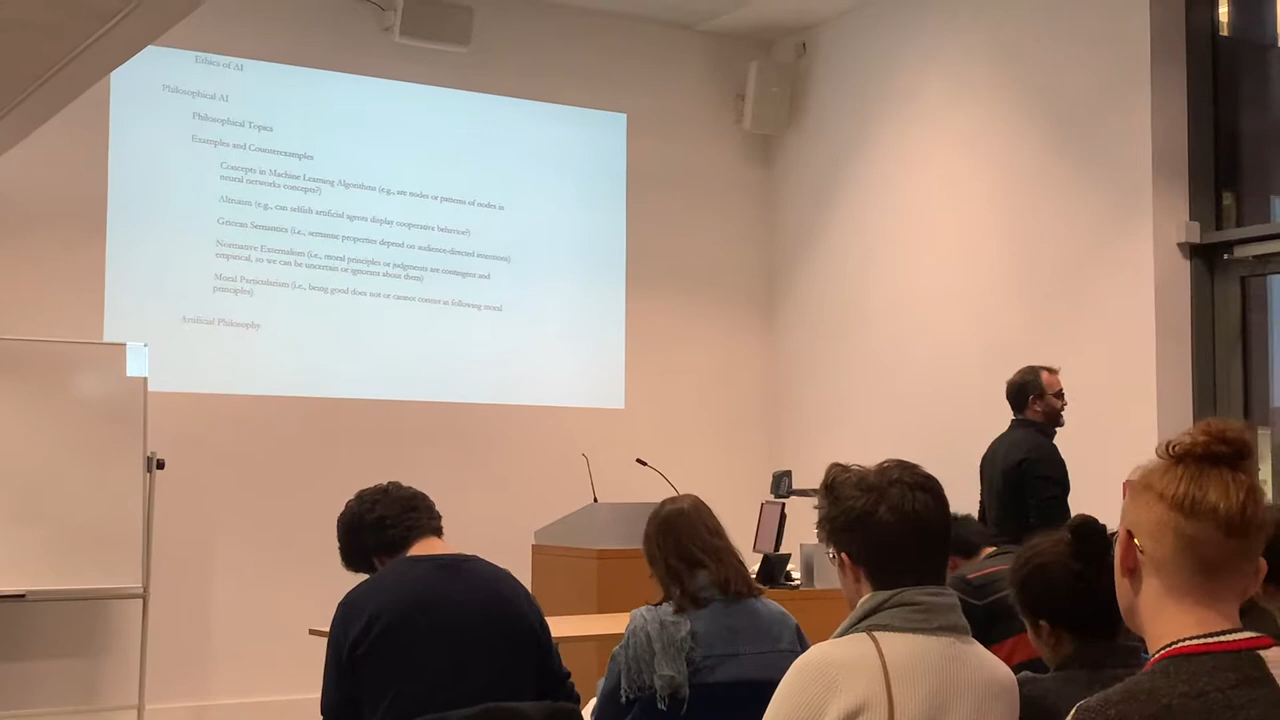 Ethics of AI
Philosophical AI
Philosophical Topics
Examples and Counterexamples
Concepts in Machine Learning Algorithms (e.g., are nodes or patterns of nodes in
neural networks concepts?)
Altruism (e.g., can selfish artificial agents display cooperative behavior?)
Gricean Semantics (i.e., semantic properties depend on audience-directed intentions)
Normative Externalism (i.e., moral principles or judgments are contingent and
empirical, so we can be uncertain or ignorant about them)
Moral Particularism (i.e., being good does not or cannot consist in following moral
principles).
Artificial Philosophy